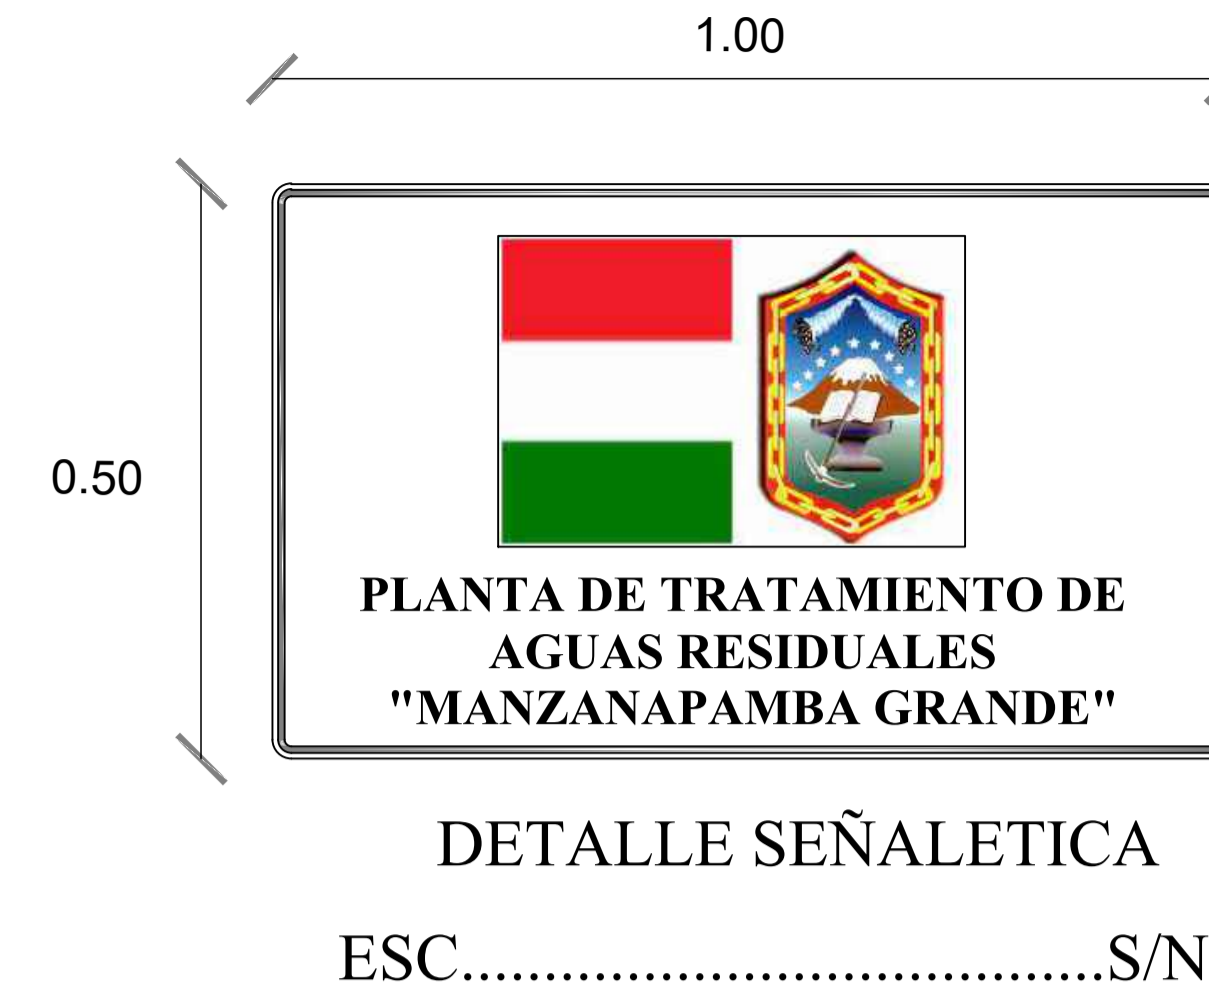 1.00
0.50
PLANTA DE TRATAMIENTO DE
AGUAS RESIDUALES
"MANZANAPAMBA GRANDE"
DETALLE SEÑALETICA
ESC.......................................S/N